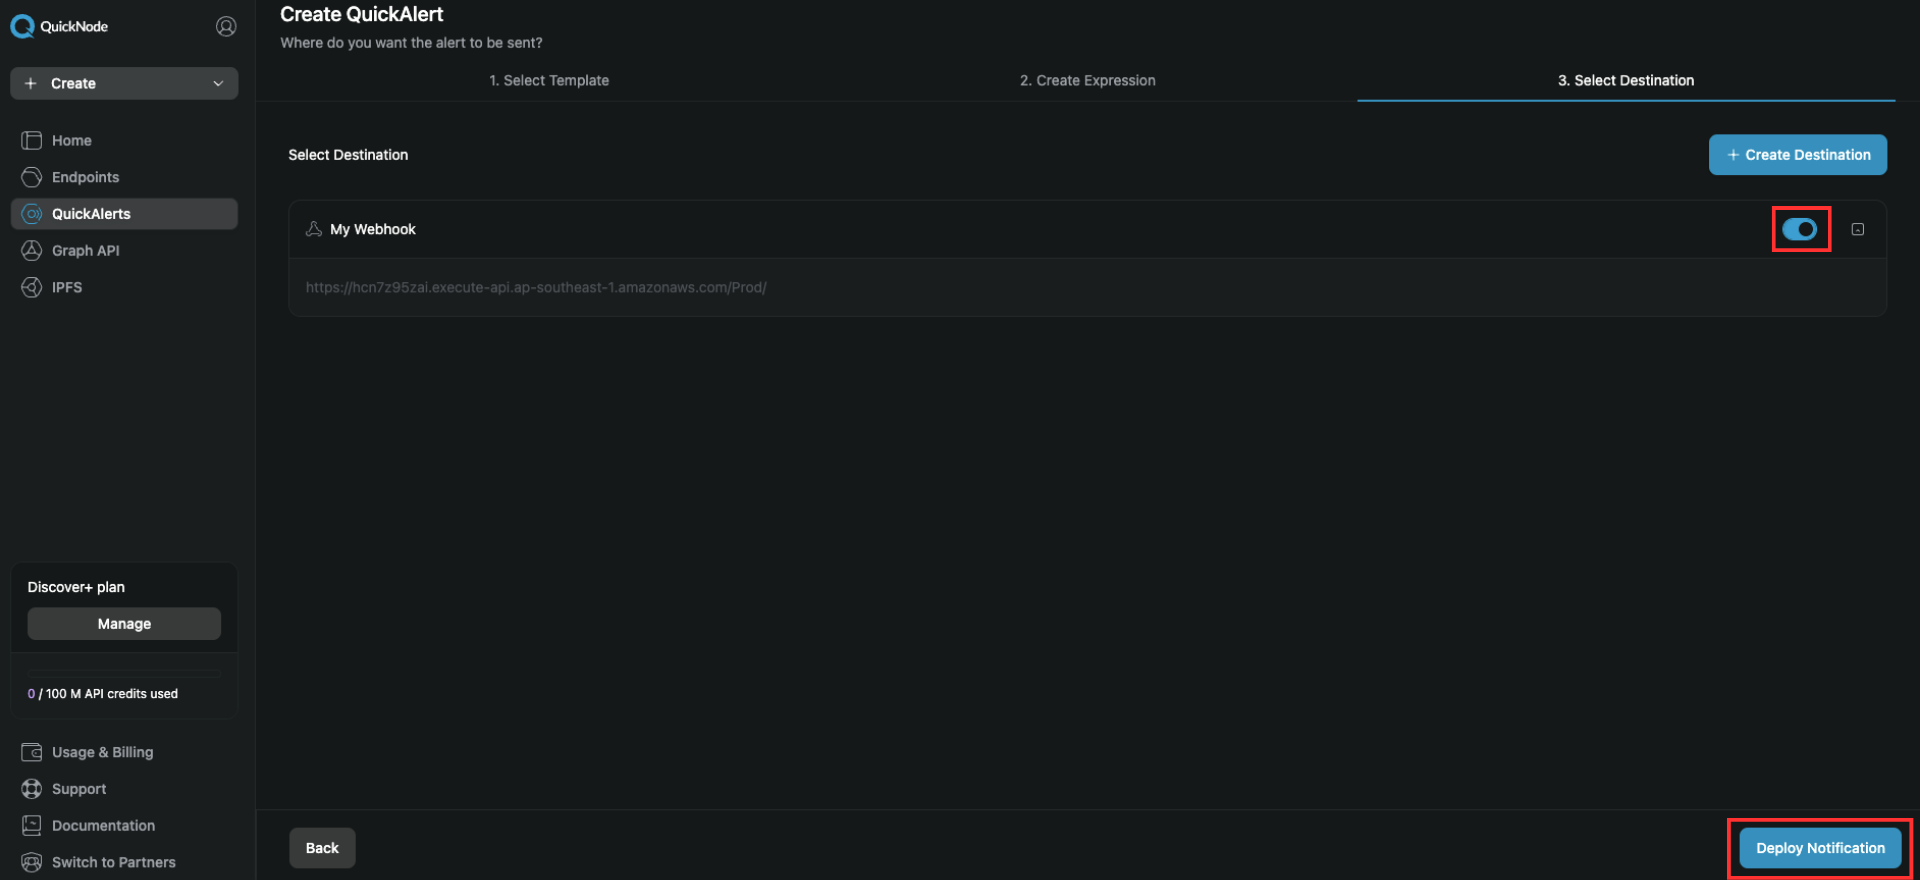 QuickNode
Create
Home
Endpoints
QuickAlerts
Graph API
IPFS
Discover+ plan
Manage
0 / 100 M API credits used
Usage & Billing
Support
Documentation
Switch to Partners
Create QuickAlert
Where do you want the alert to be sent?
1. Select Template
2. Create Expression
3. Select Destination
Select Destination
+ Create Destination
My Webhook
https://hcn7z95zai.execute-api.ap-southeast-1.amazonaws.com/Prod/
Back
Deploy Notification